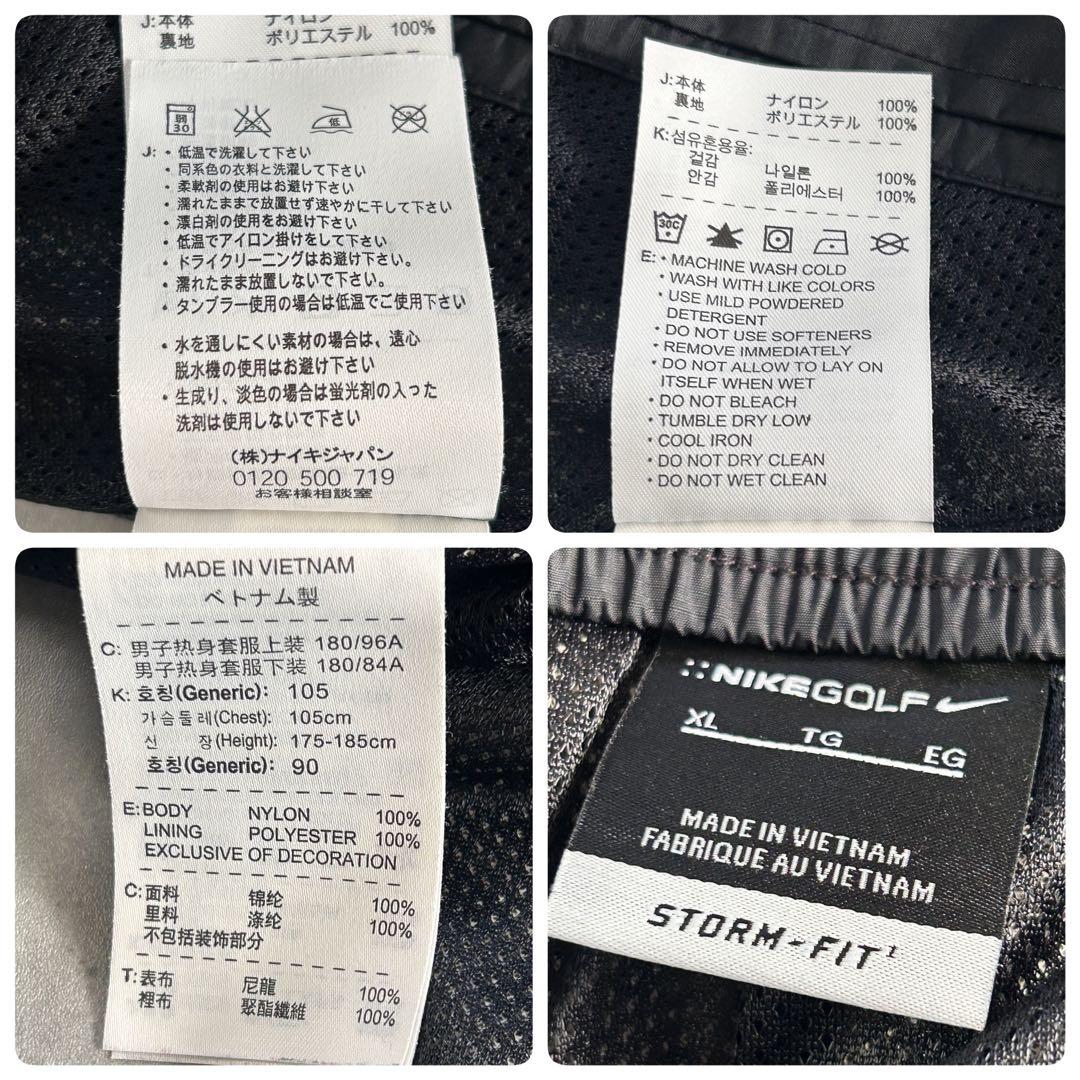 J:本体 ナイロン 100%
裏地 ポリエステル 100%
弱
30
低
J: ・低温で洗濯して下さい
・同系色の衣料と洗濯して下さい
・柔軟剤の使用はお避け下さい
・濡れたままで放置せず速やかに干して下さい
・漂白剤の使用をお避け下さい
・低温でアイロン掛けをして下さい
・ドライクリーニングはお避け下さい。
・濡れたまま放置しないで下さい。
・タンブラー使用の場合は低温でご使用下さい
・水を通しにくい素材の場合は、遠心
脱水機の使用はお避け下さい
・生成り、淡色の場合は蛍光剤の入った
洗剤は使用しないで下さい
(株)ナイキジャパン
0120 500 719
お客様相談室
J:本体 ナイロン 100%
裏地 ポリエステル 100%
K:섬유혼용율:
겉감 나일론 100%
안감 폴리에스터 100%
30C
E: • MACHINE WASH COLD
• WASH WITH LIKE COLORS
• USE MILD POWDERED
DETERGENT
• DO NOT USE SOFTENERS
• REMOVE IMMEDIATELY
• DO NOT ALLOW TO LAY ON
ITSELF WHEN WET
• DO NOT BLEACH
• TUMBLE DRY LOW
• COOL IRON
• DO NOT DRY CLEAN
• DO NOT WET CLEAN
MADE IN VIETNAM
ベトナム製
C: 男子热身套服上装 180/96A
男子热身套服下装 180/84A
K: 호칭(Generic): 105
가슴둘레(Chest): 105cm
신 장(Height): 175-185cm
호칭(Generic): 90
E:BODY NYLON 100%
LINING POLYESTER 100%
EXCLUSIVE OF DECORATION
C:面料 锦纶 100%
里料 涤纶 100%
不包括装饰部分
T:表布 尼龍 100%
裡布 聚酯纖維 100%
NIKEGOLF
XL TG EG
MADE IN VIETNAM
FABRIQUE AU VIETNAM
STORM-FIT¹